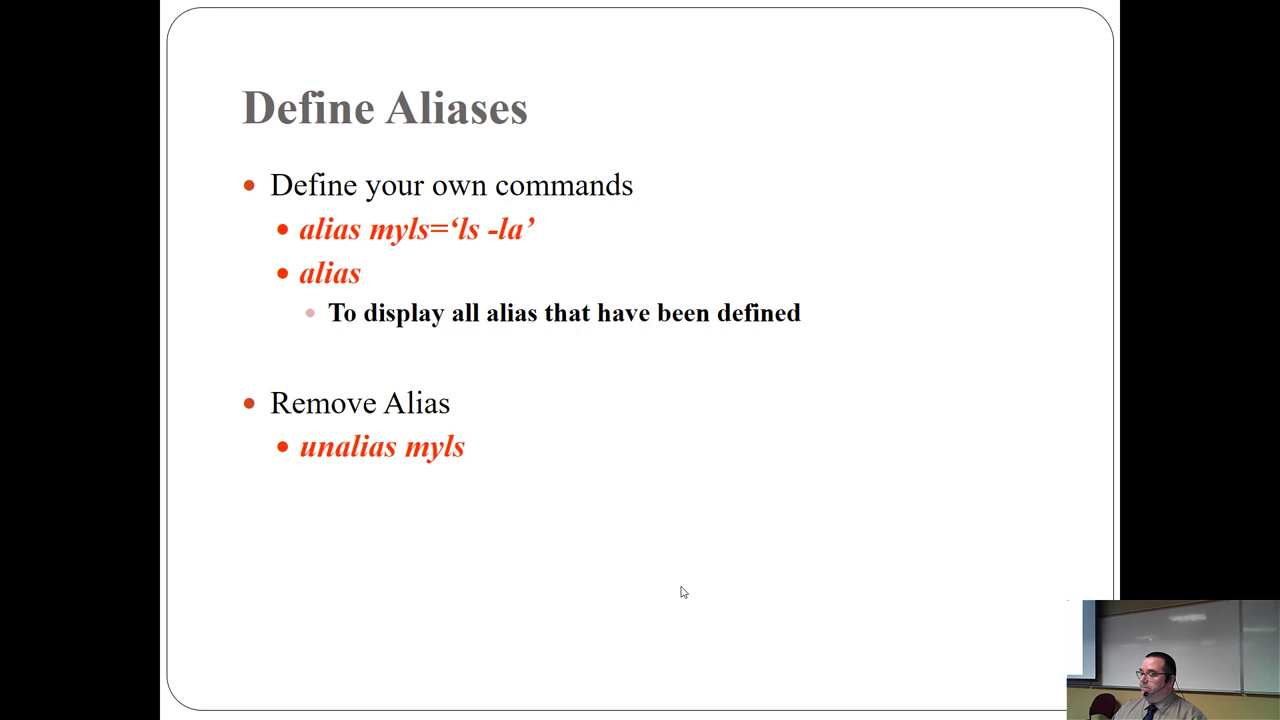 Define Aliases
Define your own commands
alias myls=‘ls -la’
alias
To display all alias that have been defined
Remove Alias
unalias myls